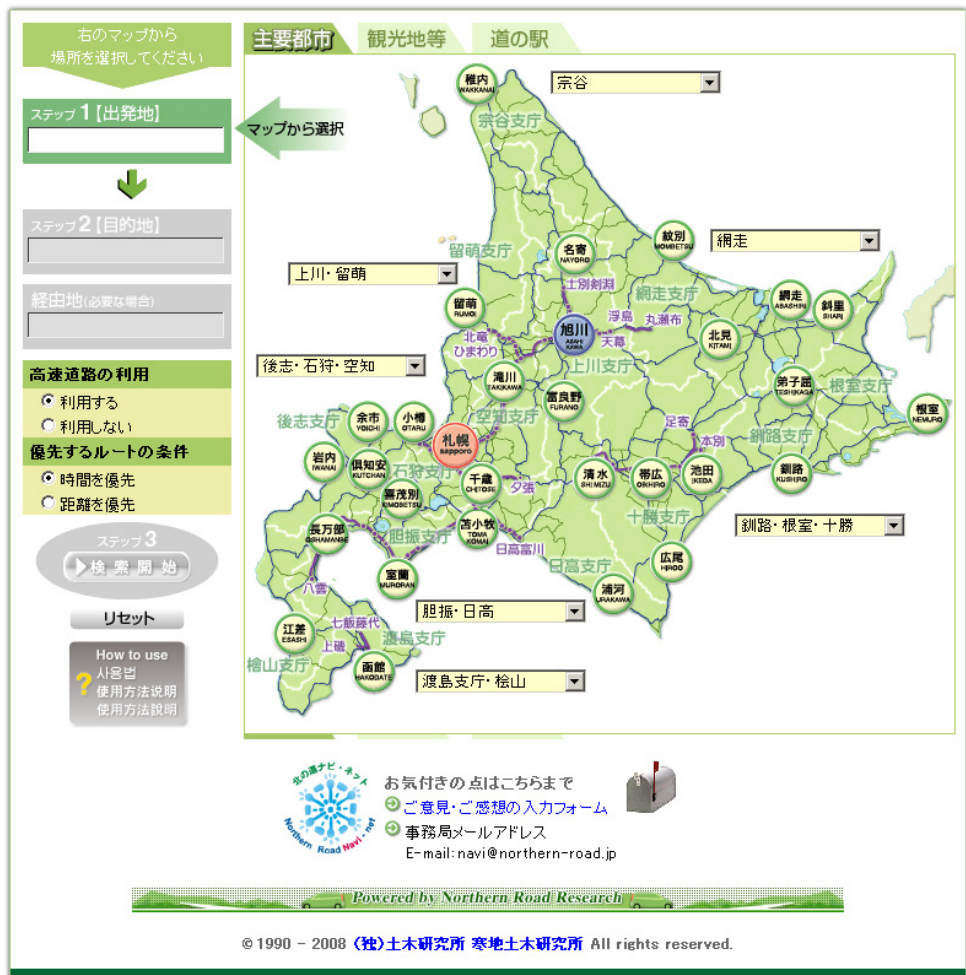 右のマップから
場所を選択してください
ステップ1【出発地】
ステップ2【目的地】
経由地(必要な場合)
高速道路の利用
利用する
利用しない
優先するルートの条件
時間を優先
距離を優先
ステップ3
検索開始
リセット
How to use
?
사용법
使用方法说明
使用方法說明
主要都市
観光地等
道の駅
マップから選択
稚内
WAKKANAI
宗谷
宗谷支庁
紋別
MOMBETSU
網走
名寄
NAYORO
留萌支庁
上川・留萌
士別剣淵
網走支庁
網走
ABASHIRI
斜里
SHARI
留萌
RUMOI
浮島
丸瀬布
旭川
ASAHI
KAWA
天幕
北見
KITAMI
北竜
ひまわり
上川支庁
後志・石狩・空知
滝川
TAKIKAWA
富良野
FURANO
弟子屈
TESHIKAGA
根室支庁
根室
NEMURO
後志支庁
余市
YOICHI
小樽
OTARU
空知支庁
足寄
札幌
sapporo
本別
釧路支庁
岩内
IWANAI
倶知安
KUTCHAN
石狩支庁
千歳
CHITOSE
夕張
清水
SHIMIZU
帯広
OBIHIRO
池田
IKEDA
釧路
KUSHIRO
喜茂別
KIMOBETSU
十勝支庁
釧路・根室・十勝
長万部
OSHAMANBE
胆振支庁
苫小牧
TOMA
KOMAI
日高富川
日高支庁
広尾
HIROO
室蘭
MURORAN
八雲
浦河
URAKAWA
胆振・日高
江差
ESASHI
七飯藤代
上磯
渡島支庁
檜山支庁
函館
HAKODATE
渡島支庁・桧山
北の道ナビ・ネット
Northern Road Navi-net
お気付きの点はこちらまで
ご意見・ご感想の入力フォーム
事務局メールアドレス
E-mail:navi@northern-road.jp
Powered by Northern Road Research
©1990 - 2008 (独)土木研究所 寒地土木研究所 All rights reserved.